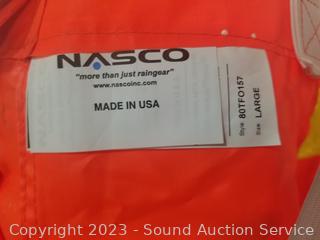 NASCO
"more than just raingear"
www.nascoinc.com
MADE IN USA
Style 80TFO157
Size LARGE
Copyright 2023 - Sound Auction Service